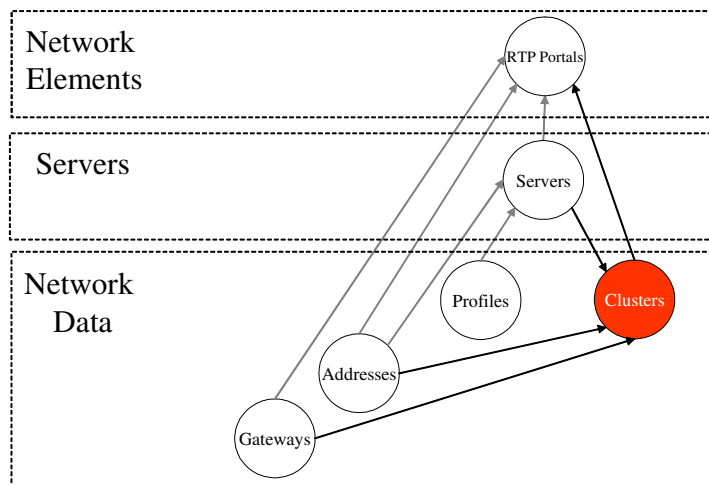 Network
Elements
RTP Portals
Servers
Servers
Network
Data
Profiles
Clusters
Addresses
Gateways